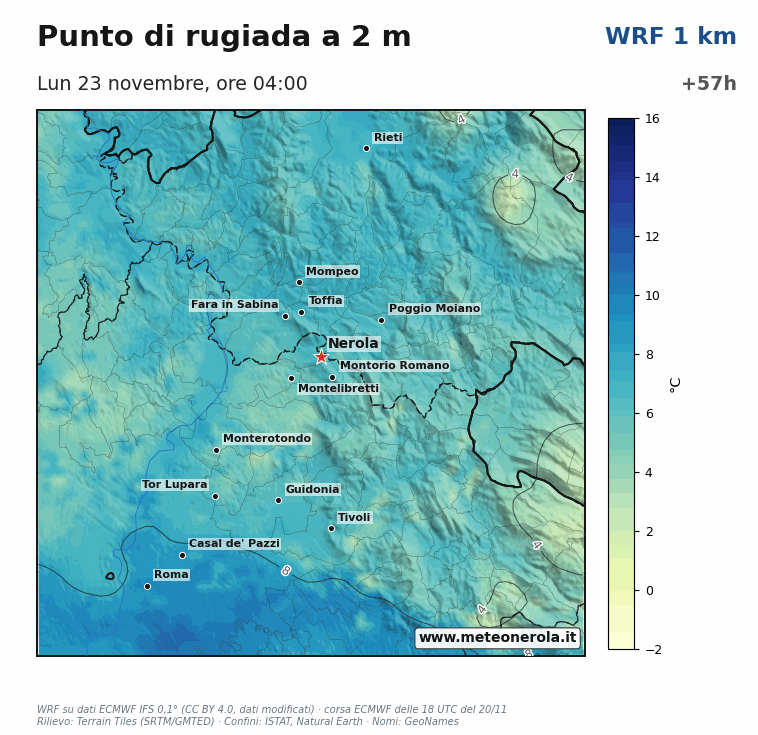 Punto di rugiada a 2 m
WRF 1 km
Lun 23 novembre, ore 04:00
+57h
4
Rieti
4
4
Mompeo
Fara in Sabina
Toffia
Poggio Moiano
Nerola
Montorio Romano
Montelibretti
Monterotondo
Tor Lupara
Guidonia
Tivoli
4
Casal de' Pazzi
8
Roma
4
www.meteonerola.it
16
14
12
10
8
6
4
2
0
−2
°C
WRF su dati ECMWF IFS 0,1° (CC BY 4.0, dati modificati) · corsa ECMWF delle 18 UTC del 20/11
Rilievo: Terrain Tiles (SRTM/GMTED) · Confini: ISTAT, Natural Earth · Nomi: GeoNames